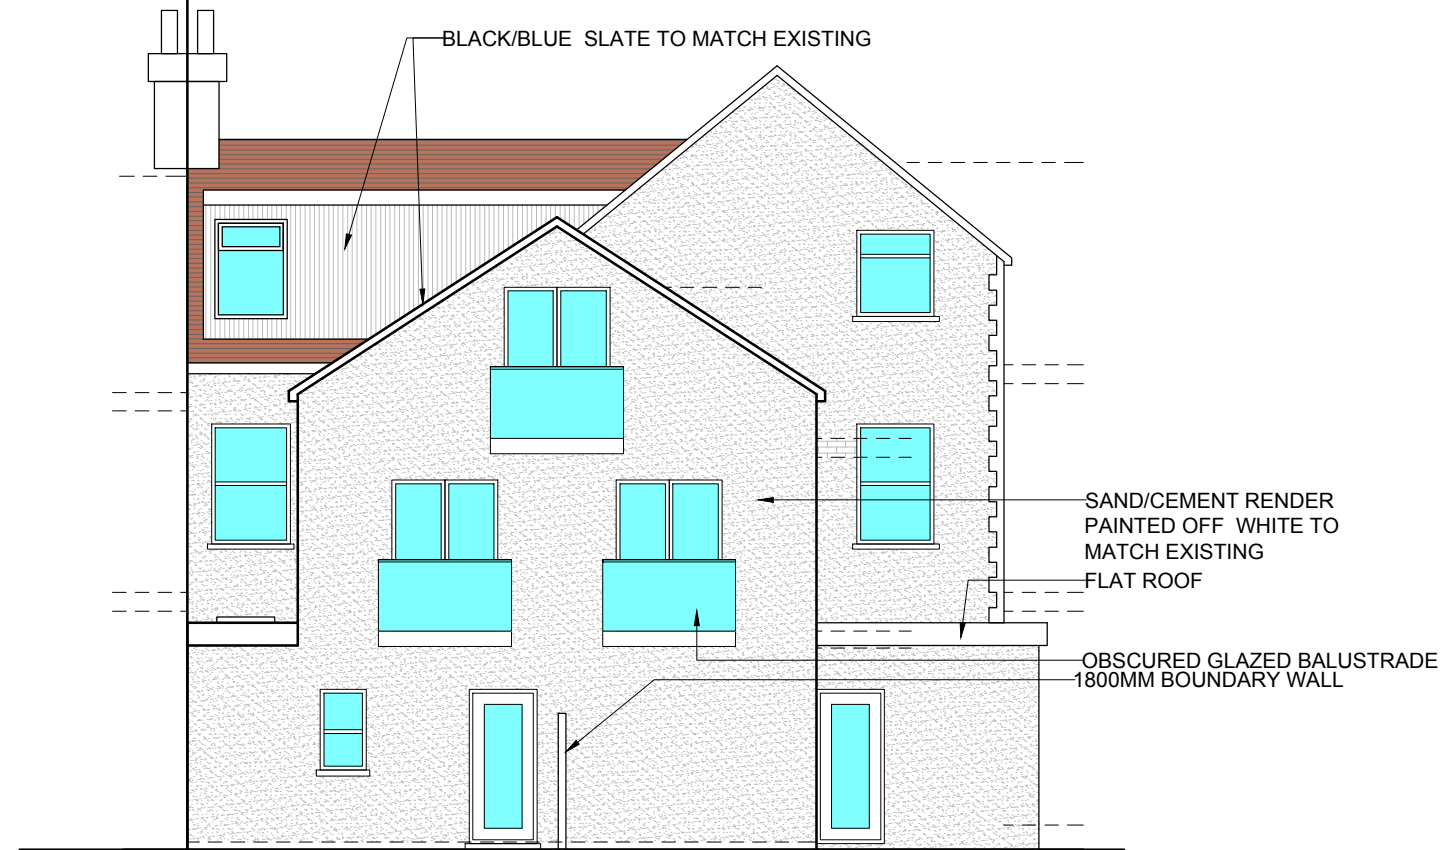 BLACK/BLUE SLATE TO MATCH EXISTING
SAND/CEMENT RENDER
PAINTED OFF WHITE TO
MATCH EXISTING
FLAT ROOF
OBSCURED GLAZED BALUSTRADE
1800MM BOUNDARY WALL